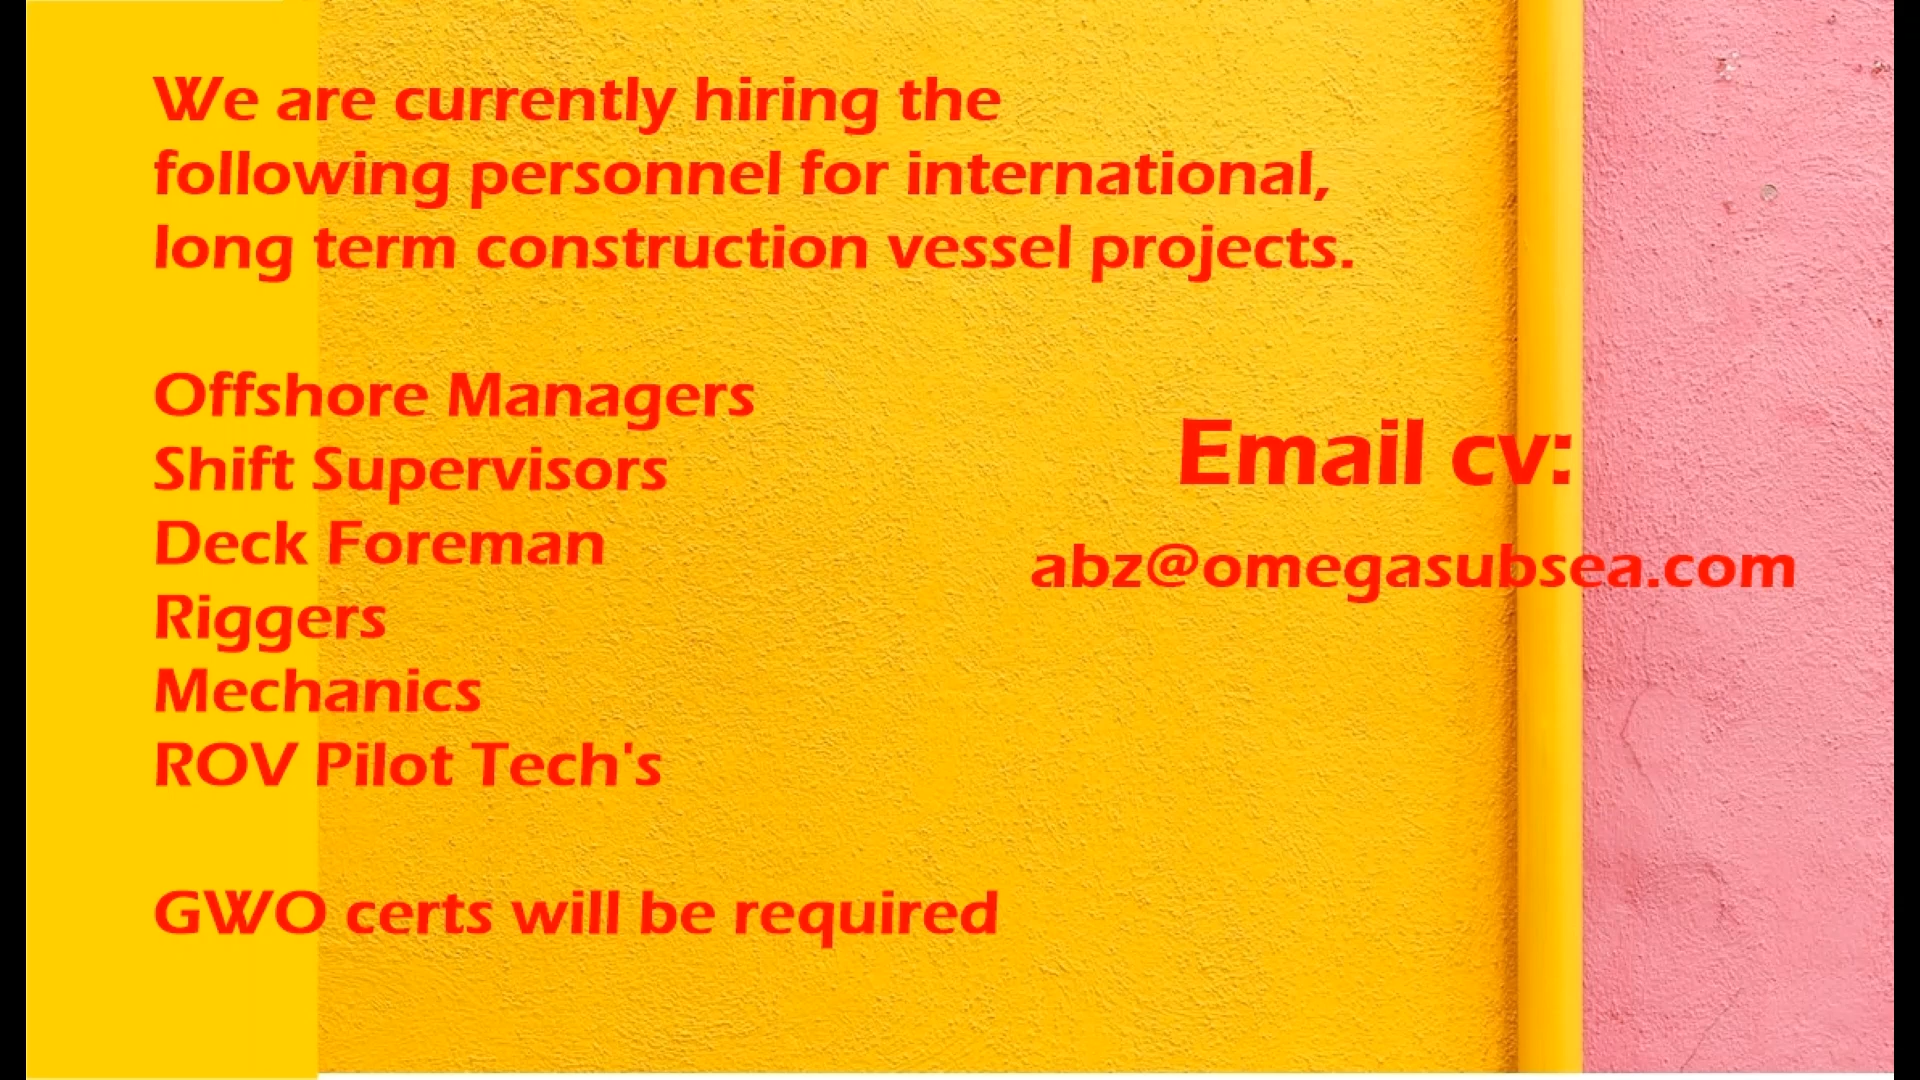 We are currently hiring the
following personnel for international,
long term construction vessel projects.
Offshore Managers
Shift Supervisors
Deck Foreman
Riggers
Mechanics
ROV Pilot Tech's
GWO certs will be required
Email cv:
abz@omegasubsea.com